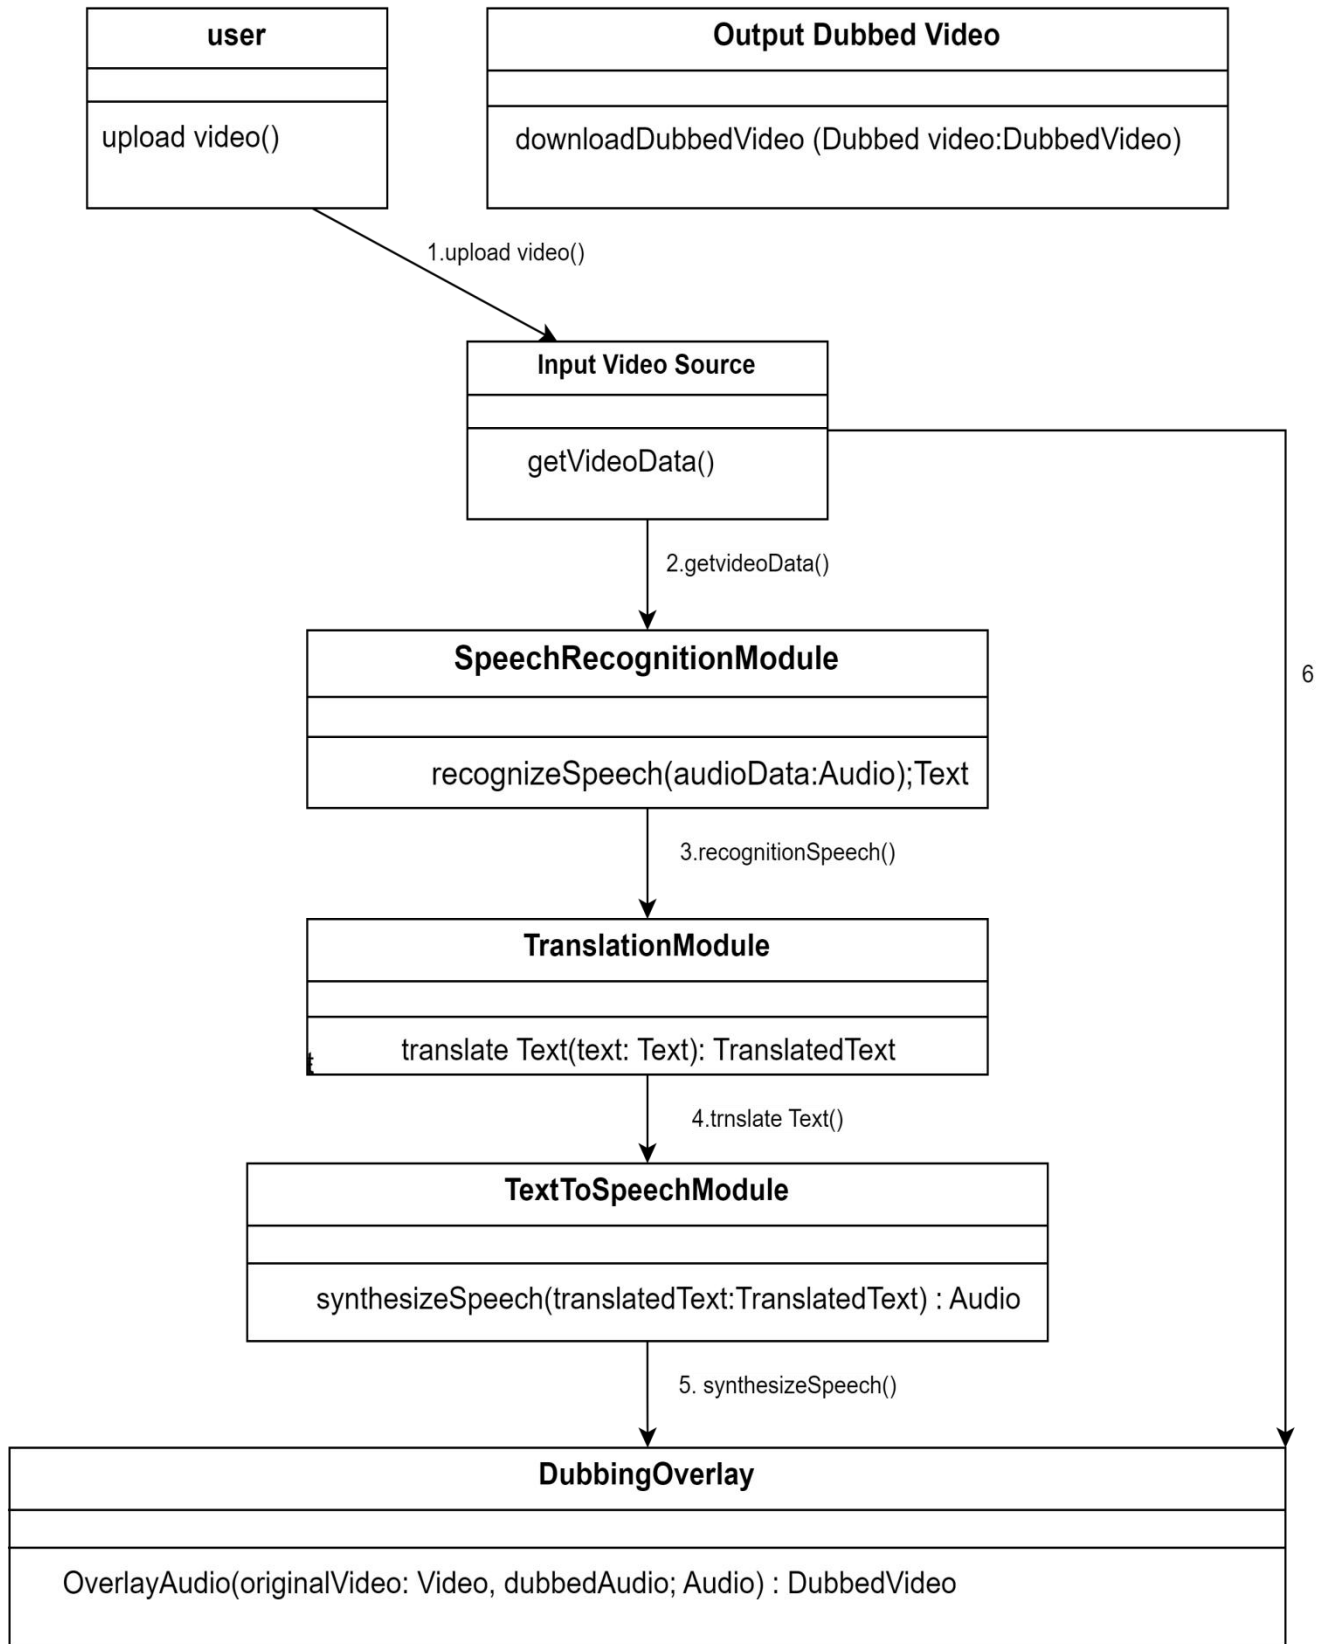 user
upload video()
Output Dubbed Video
downloadDubbedVideo (Dubbed video:DubbedVideo)
1.upload video()
Input Video Source
getVideoData()
2.getvideoData()
6
SpeechRecognitionModule
recognizeSpeech(audioData:Audio);Text
3.recognitionSpeech()
TranslationModule
translate Text(text: Text): TranslatedText
t
4.trnslate Text()
TextToSpeechModule
synthesizeSpeech(translatedText:TranslatedText) : Audio
5. synthesizeSpeech()
DubbingOverlay
OverlayAudio(originalVideo: Video, dubbedAudio; Audio) : DubbedVideo